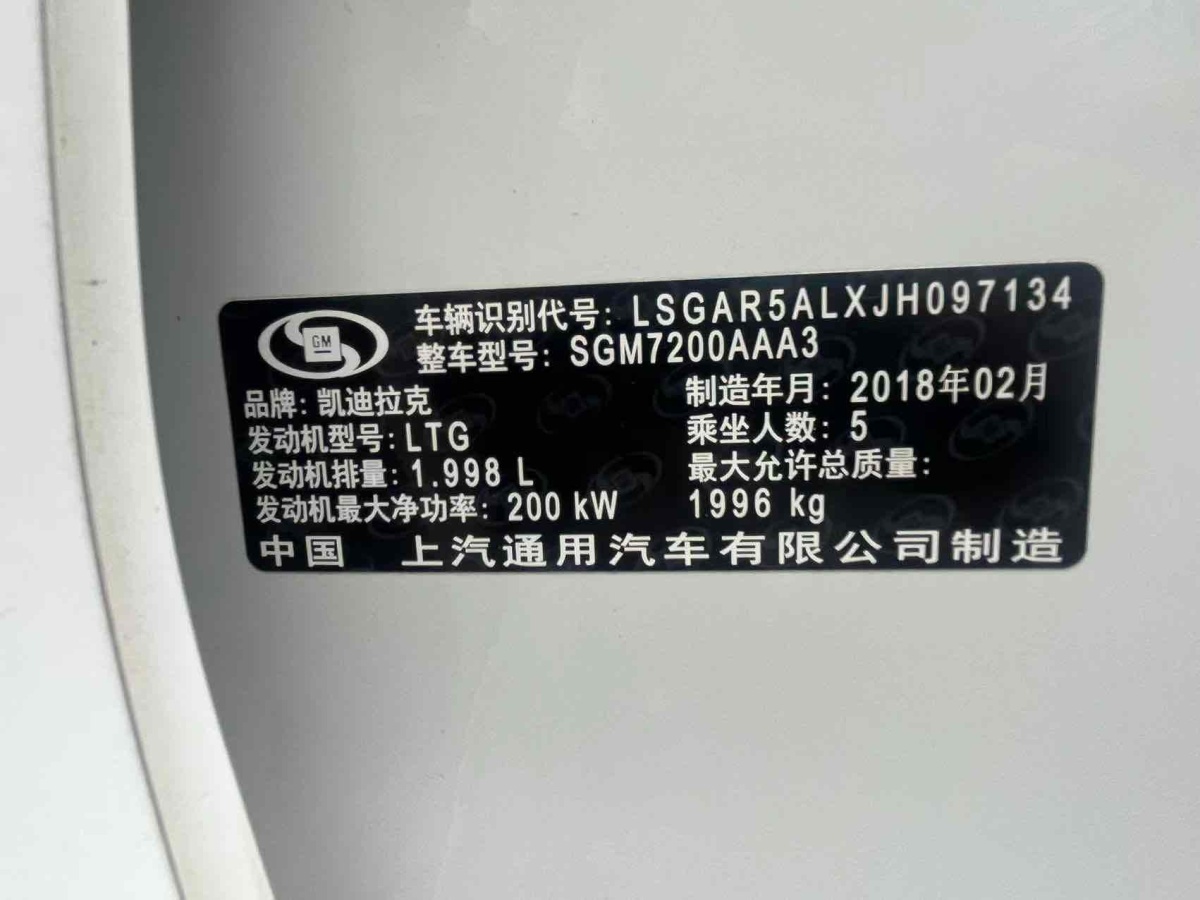 GM
车辆识别代号: LSGAR5ALXJH097134
整车型号: SGM7200AAA3
品牌: 凯迪拉克
制造年月: 2018年02月
发动机型号: LTG
乘坐人数: 5
发动机排量: 1.998 L
最大允许总质量:
发动机最大净功率: 200 kW
1996 kg
中国 上汽通用汽车有限公司制造